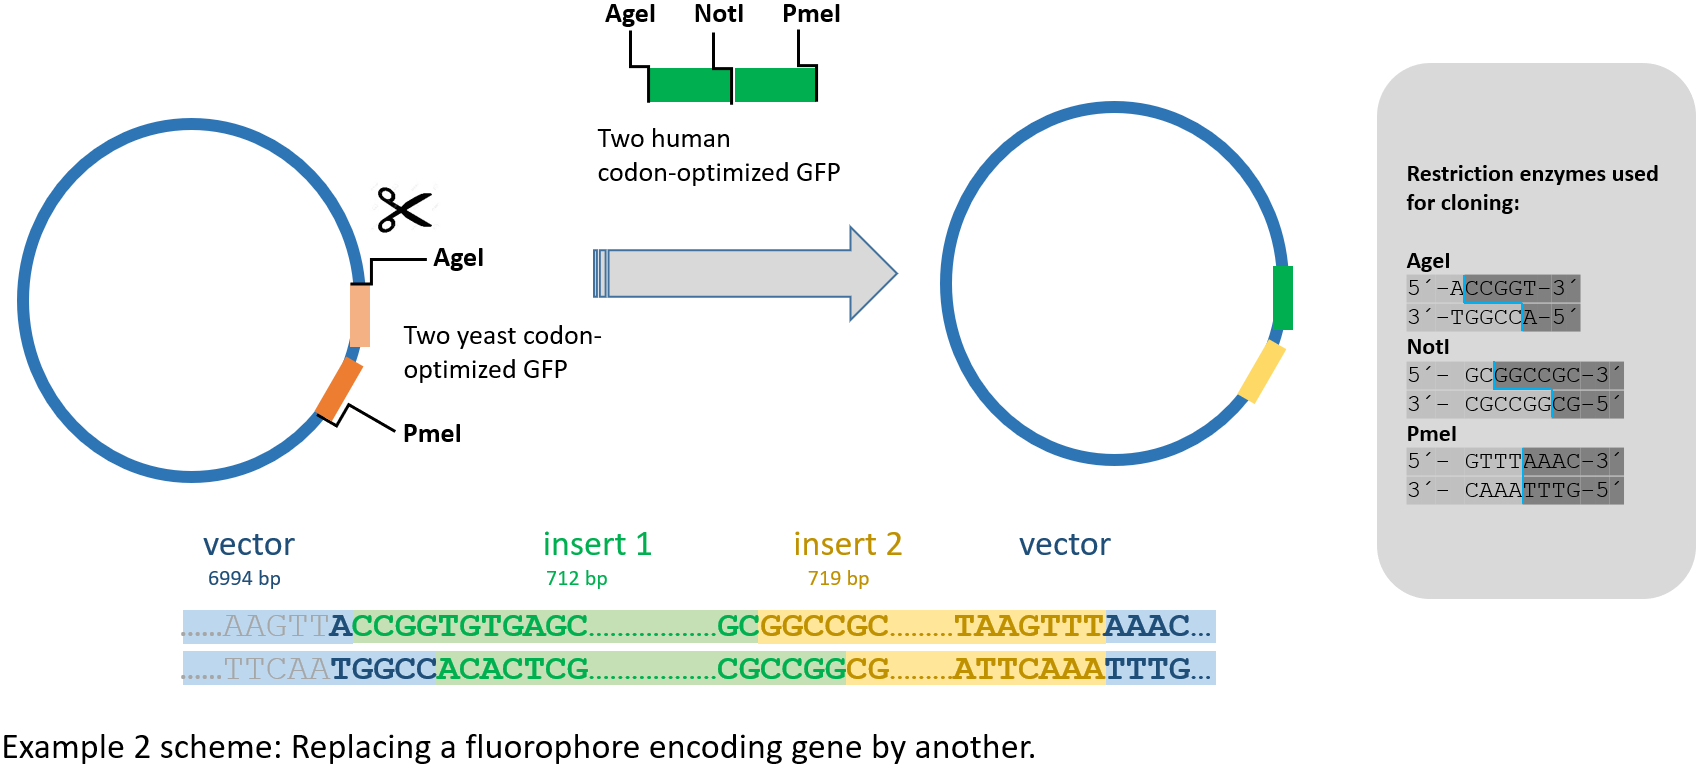 AgeI NotI PmeI
Two human
codon-optimized GFP
AgeI
Two yeast codon-
optimized GFP
PmeI
Restriction enzymes used
for cloning:
AgeI
5´-ACCGGT-3´
3´-TGGCCA-5´
NotI
5´- GCGGCCGC-3´
3´- CGCCGGCG-5´
PmeI
5´- GTTTAAAC-3´
3´- CAAATTTG-5´
vector insert 1 insert 2 vector
6994 bp 712 bp 719 bp
......AAGTTACCGGTGTGAGC.................GCGGCCGC.........TAAGTTTAAAC...
......TTCAATGGCCACACTCG.................CGCCGGCG.........ATTCAAATTTG...
Example 2 scheme: Replacing a fluorophore encoding gene by another.